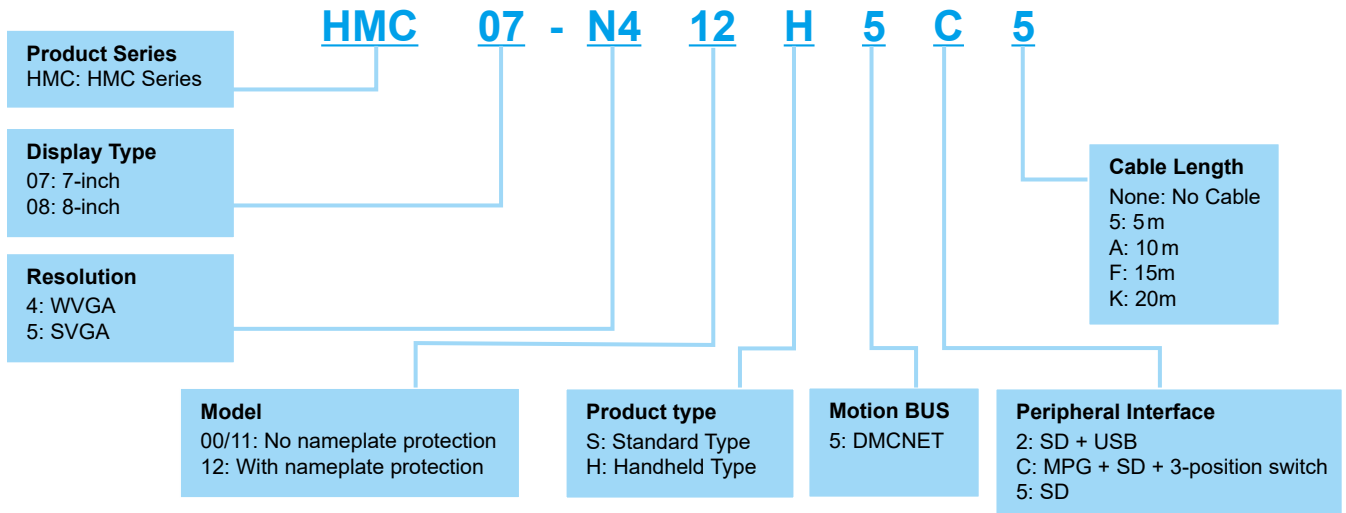 HMC 07 - N4 12 H 5 C 5
Product Series
HMC: HMC Series
Display Type
07: 7-inch
08: 8-inch
Resolution
4: WVGA
5: SVGA
Cable Length
None: No Cable
5: 5 m
A: 10 m
F: 15m
K: 20m
Model
00/11: No nameplate protection
12: With nameplate protection
Product type
S: Standard Type
H: Handheld Type
Motion BUS
5: DMCNET
Peripheral Interface
2: SD + USB
C: MPG + SD + 3-position switch
5: SD